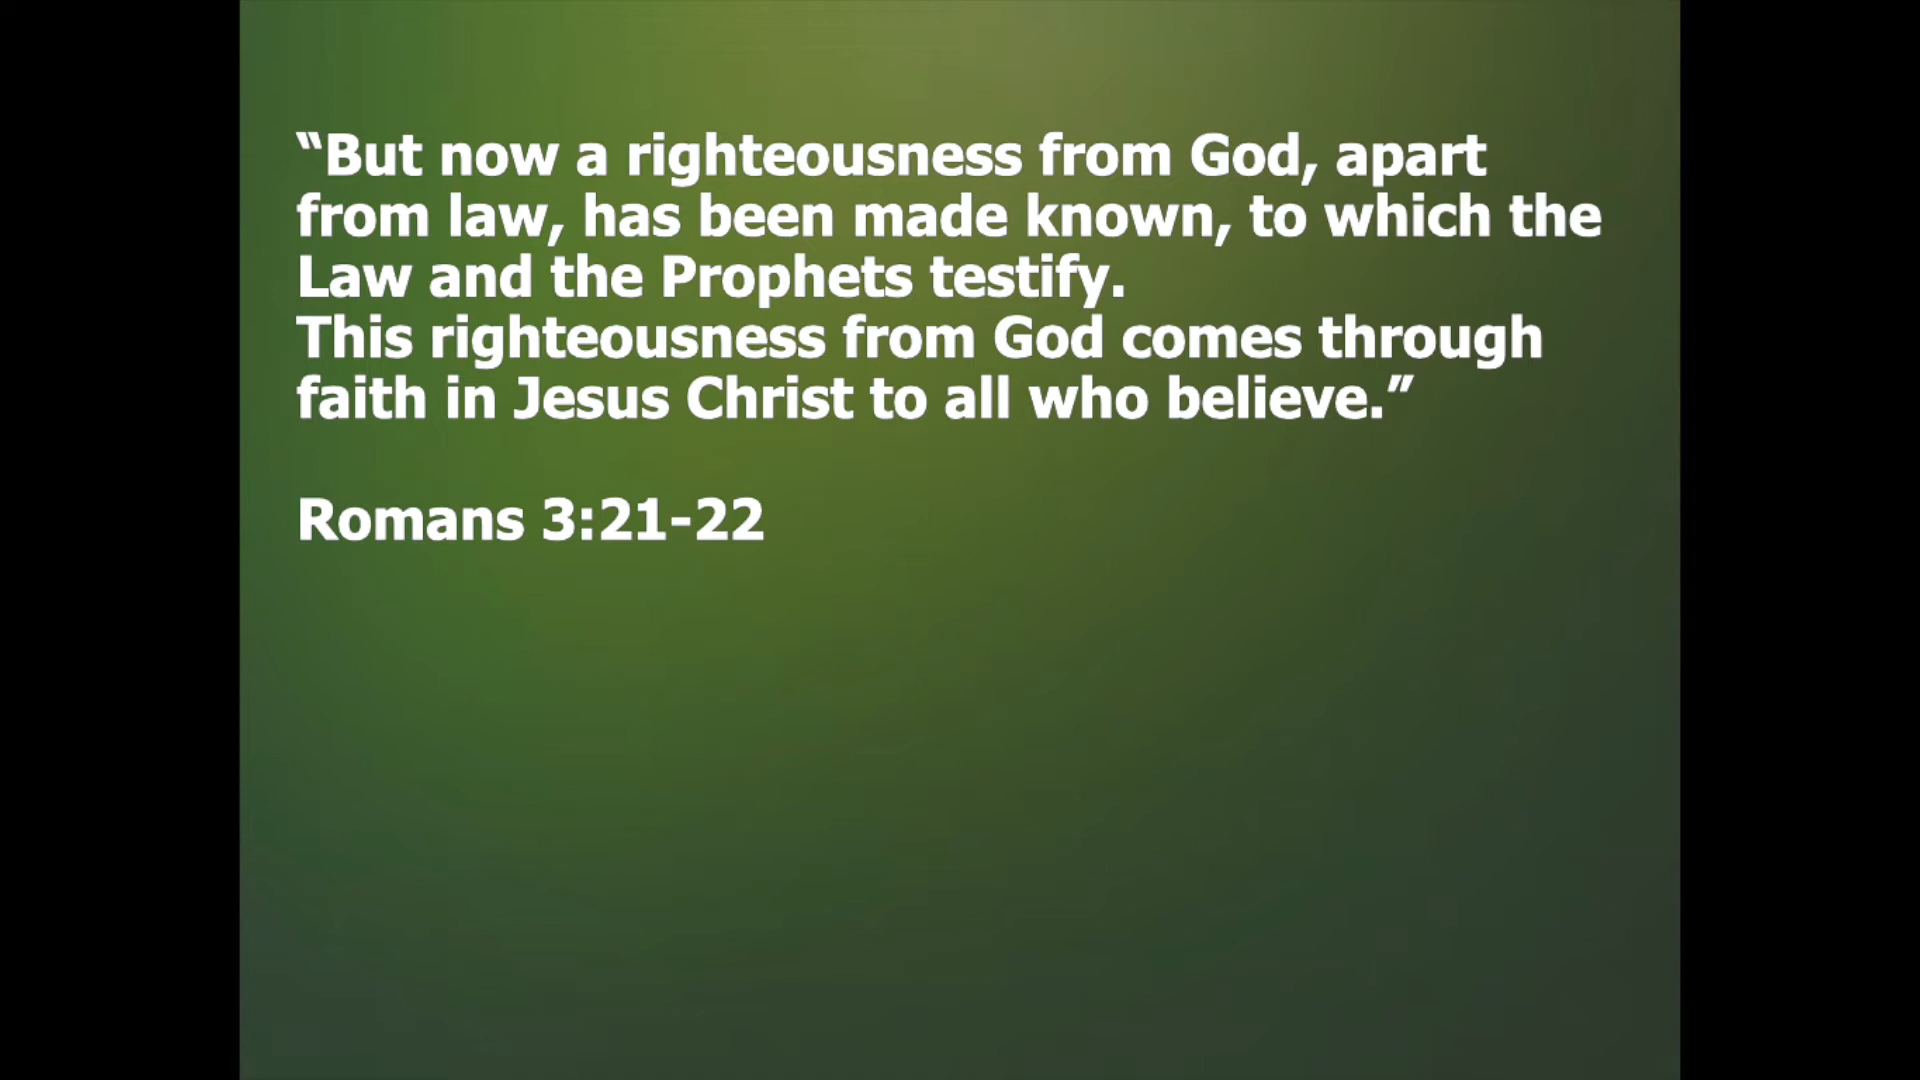 “But now a righteousness from God, apart
from law, has been made known, to which the
Law and the Prophets testify.
This righteousness from God comes through
faith in Jesus Christ to all who believe.”
Romans 3:21-22